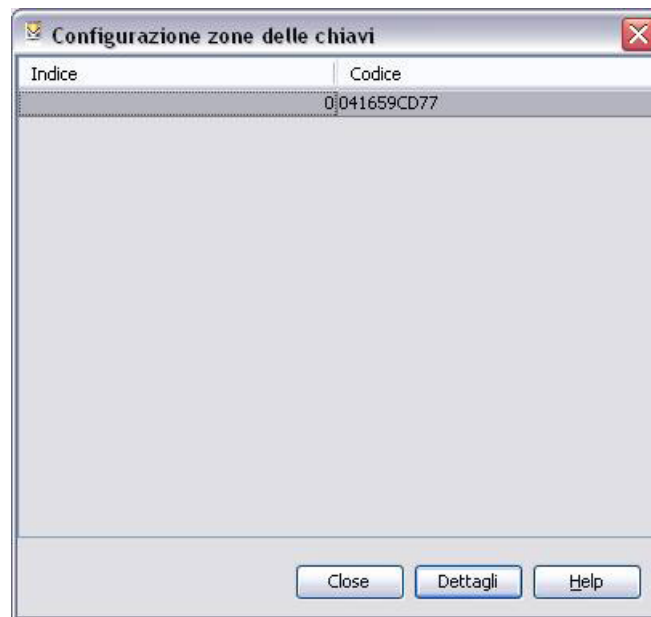 Configurazione zone delle chiavi
Indice Codice
0 041659CD77
Close Dettagli Help